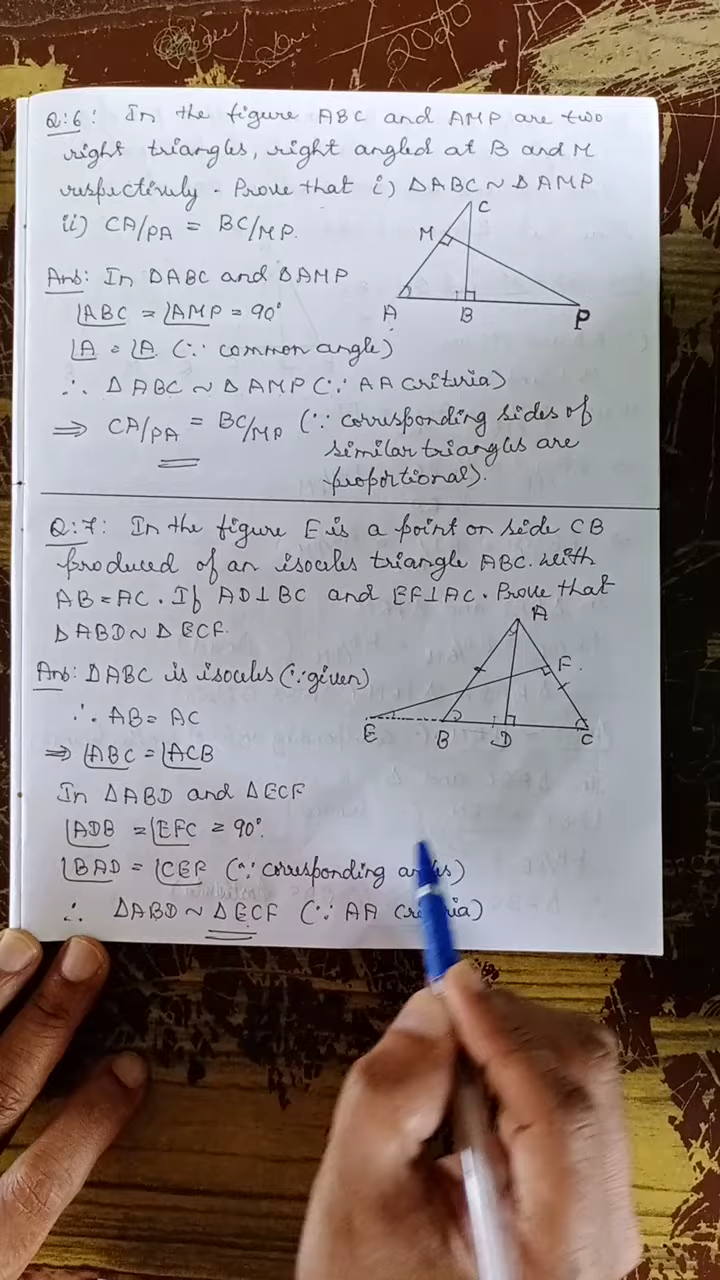 Q:6: In the figure ABC and AMP are two
right triangles, right angled at B and M
respectively. Prove that i) ΔABC ~ ΔAMP
ii) CA/PA = BC/MP.
C
M
A
B
P
Ans: In ΔABC and ΔAMP
∠ABC = ∠AMP = 90°
∠A = ∠A (∵ common angle)
∴ ΔABC ~ ΔAMP (∵ AA criteria)
⇒ CA/PA = BC/MP (∵ corresponding sides of
similar triangles are
proportional).
Q:7: In the figure E is a point on side CB
produced of an isoceles triangle ABC. with
AB = AC. If AD⊥BC and EF⊥AC. Prove that
ΔABD ~ ΔECF.
A
F.
E
B
D
C
Ans: ΔABC is isoceles (∵ given)
∴ AB = AC
⇒ ∠ABC = ∠ACB
In ΔABD and ΔECF
∠ADB = ∠EFC = 90°.
∠BAD = ∠CEF (∵ corresponding angles)
∴ ΔABD ~ ΔECF (∵ AA criteria)
2020